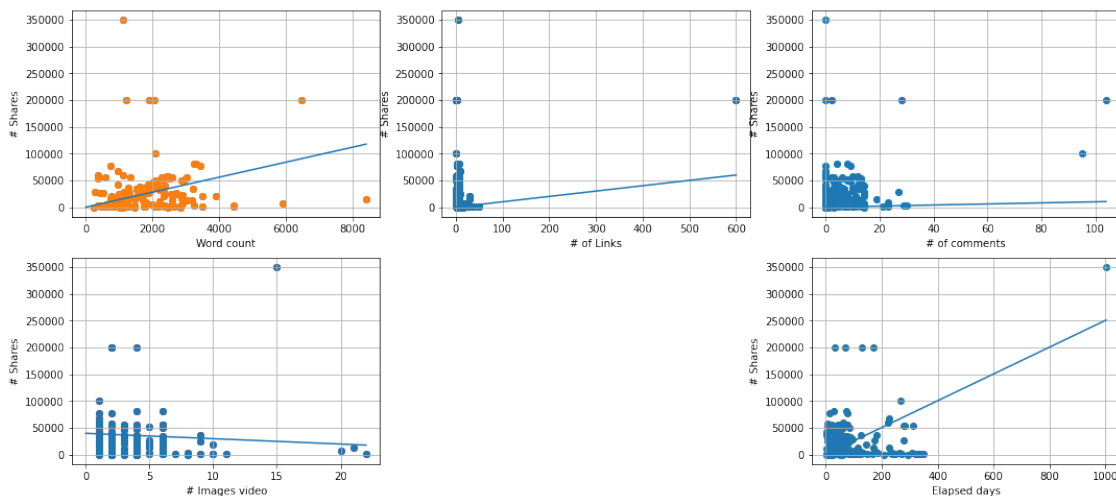 350000
300000
250000
200000
150000
100000
50000
0
# Shares
0 2000 4000 6000 8000
Word count
350000
300000
250000
200000
150000
100000
50000
0
# Shares
0 100 200 300 400 500 600
# of Links
350000
300000
250000
200000
150000
100000
50000
0
# Shares
0 20 40 60 80 100
# of comments
350000
300000
250000
200000
150000
100000
50000
0
# Shares
0 5 10 15 20
# Images video
350000
300000
250000
200000
150000
100000
50000
0
# Shares
0 200 400 600 800 1000
Elapsed days